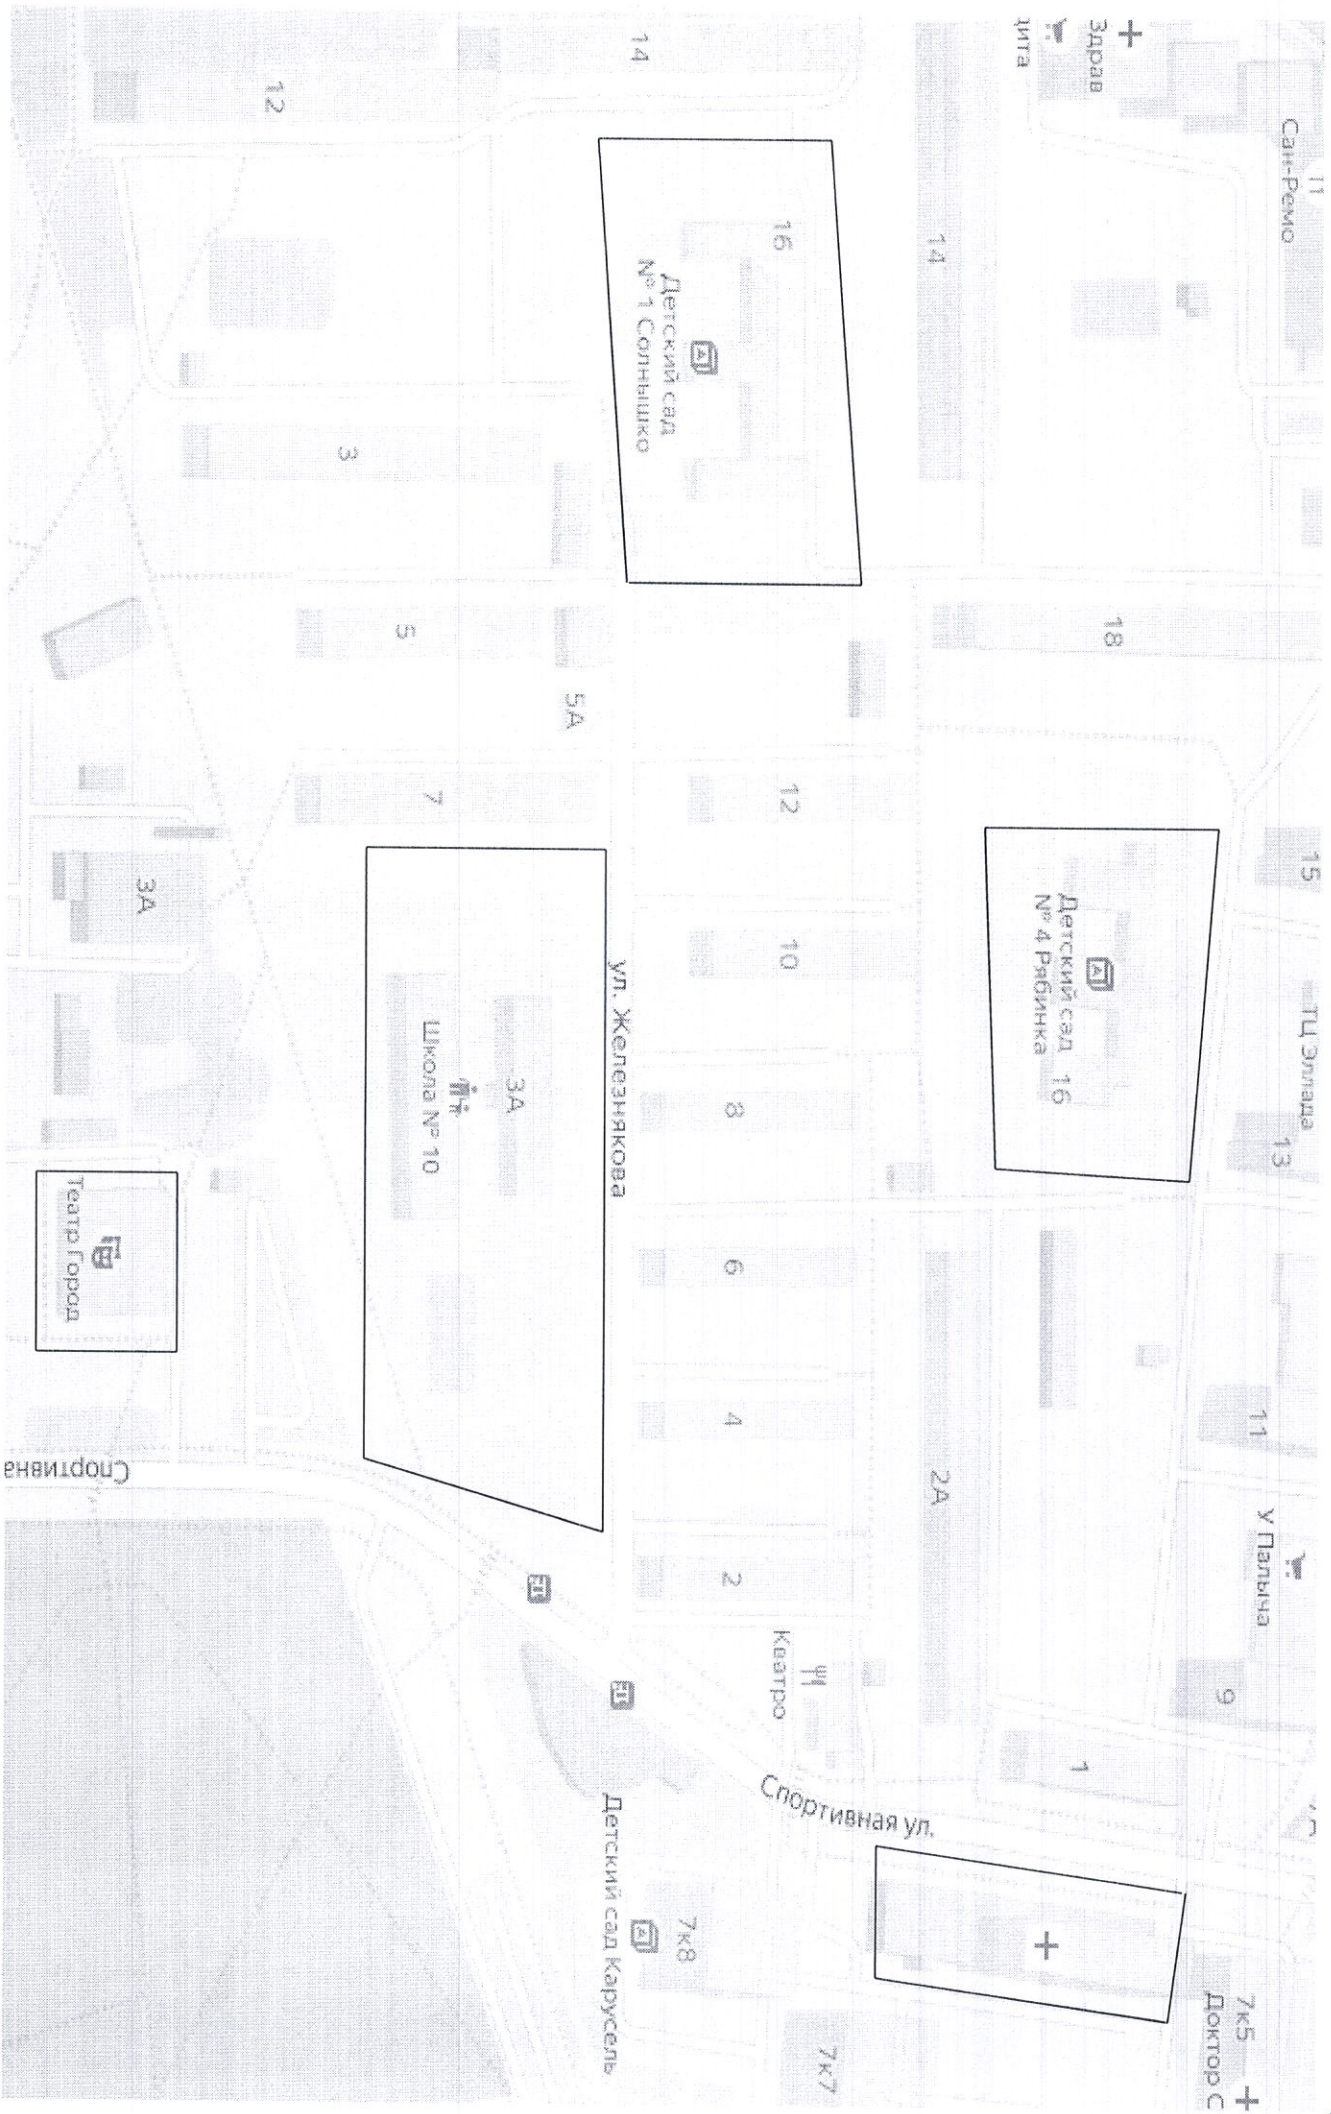 11
Сан-Ремо
15
ТЦ Эллада
13
11
У Палыча
9
7к5
Доктор С
Здрав
18
1
Детский сад
№ 4 Рябинка
16
14
2А
Спортивная ул.
16
12
10
8
6
4
2
Кватро
7к7
Детский сад
№ 1 Солнышко
7к8
Детский сад Карусель
14
5А
ул. Железнякова
3А
Школа № 10
3
5
7
12
3А
Театр Город
Спортивна